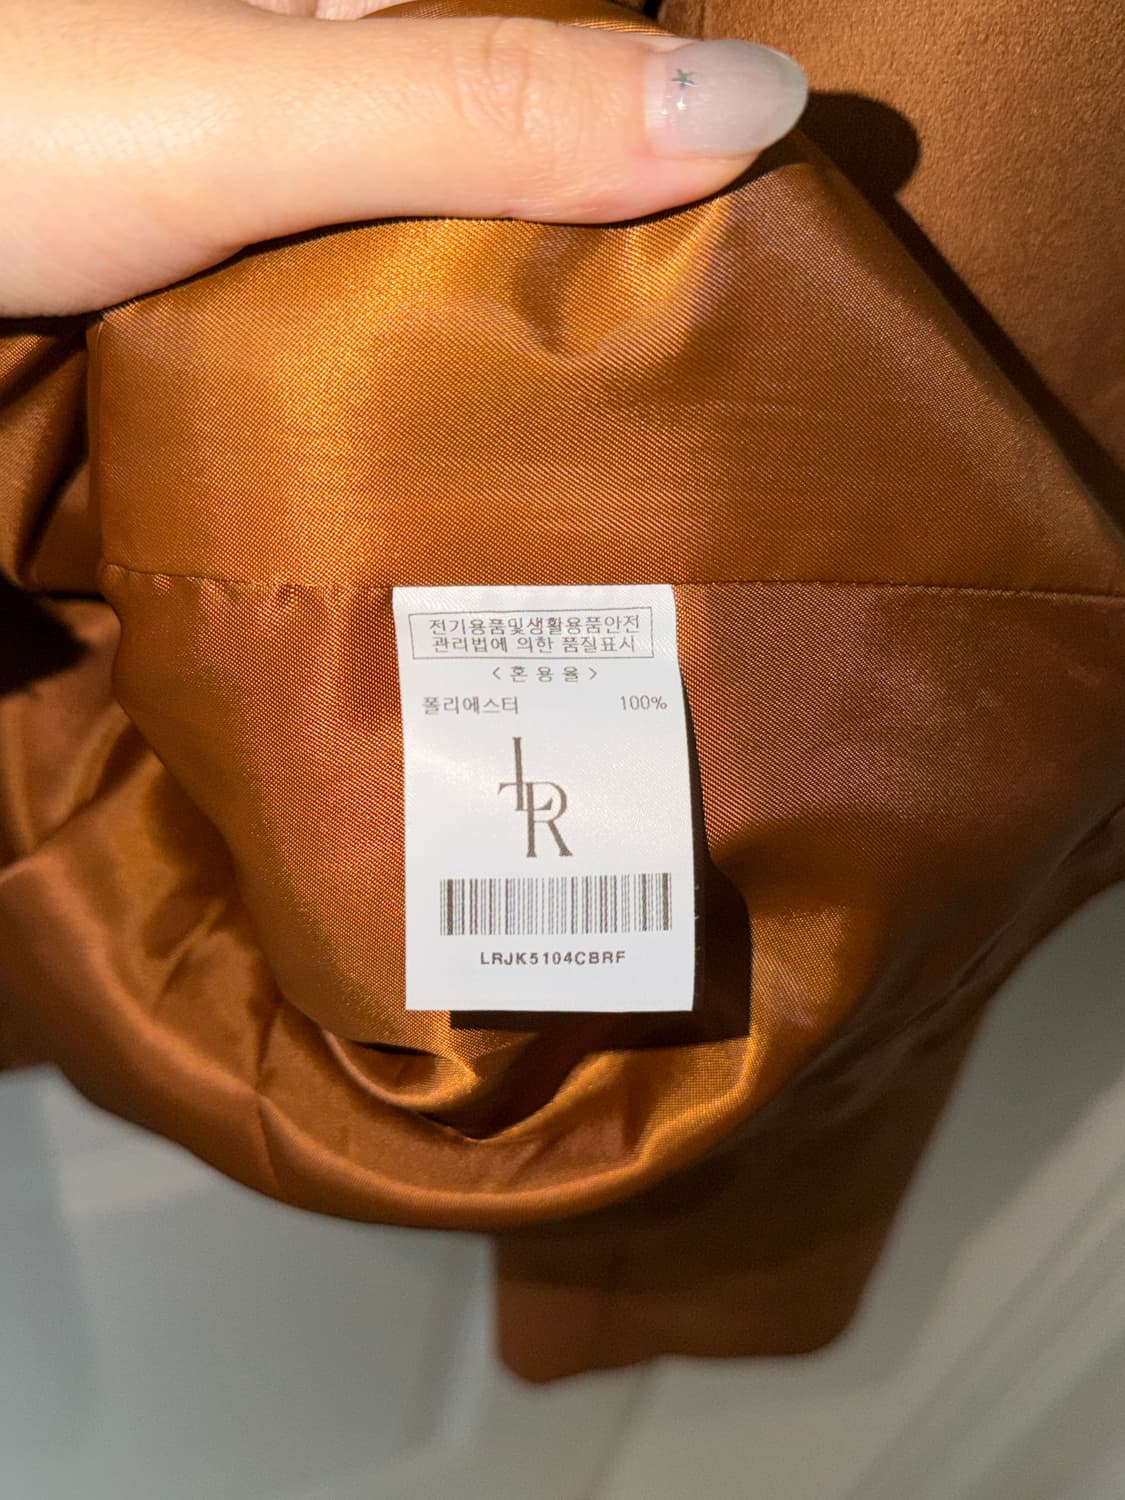 전기용품및생활용품안전
관리법에 의한 품질표시
<혼용율>
폴리에스터 100%
LR
LRJK5104CBRF